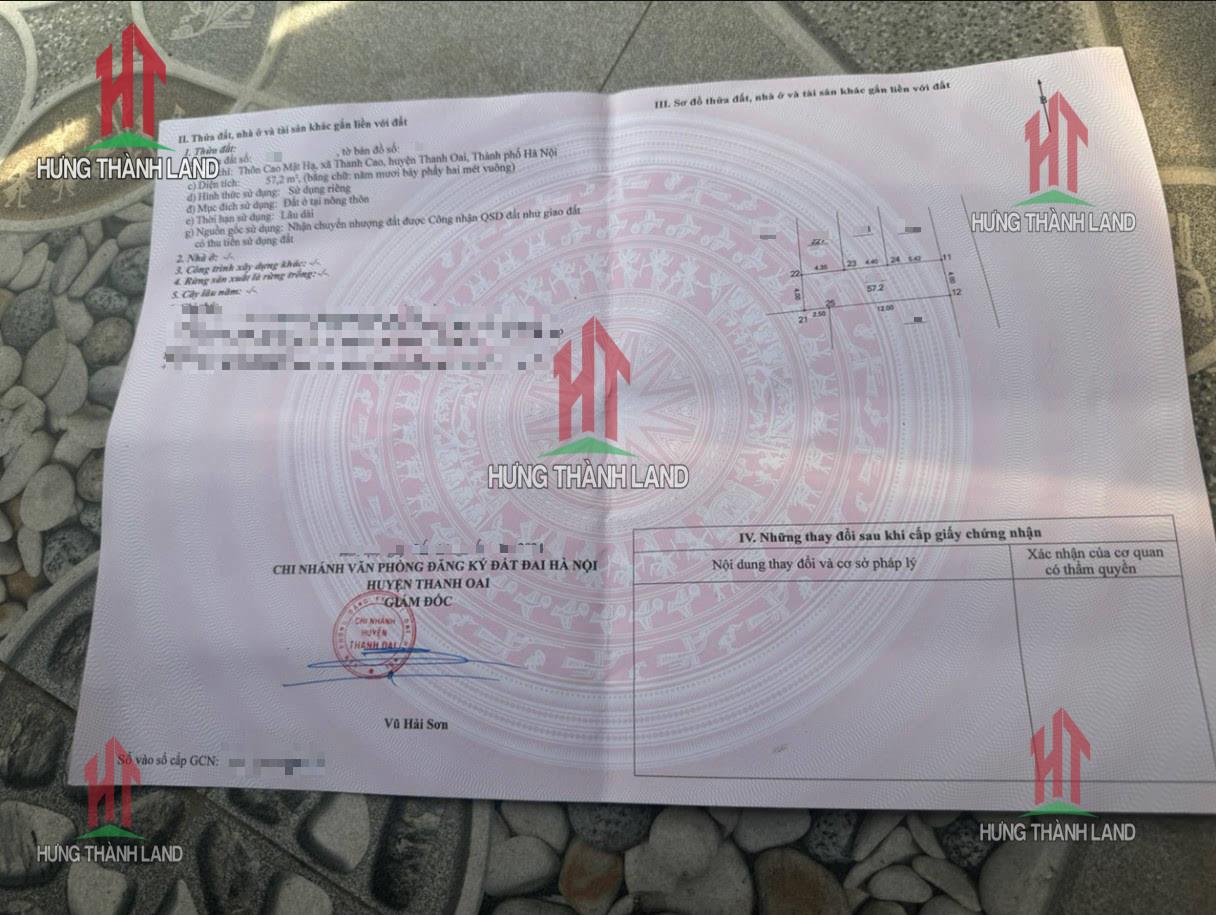 HƯNG THÀNH LAND
HƯNG THÀNH LAND
HƯNG THÀNH LAND
HƯNG THÀNH LAND
HƯNG THÀNH LAND
II. Thửa đất, nhà ở và tài sản khác gắn liền với đất
1. Thửa đất:
đất số: , tờ bản đồ số:
chỉ: Thôn Cao Mật Hạ, xã Thanh Cao, huyện Thanh Oai, Thành phố Hà Nội
c) Diện tích: 57,2 m², (bằng chữ: năm mươi bảy phẩy hai mét vuông)
d) Hình thức sử dụng: Sử dụng riêng
đ) Mục đích sử dụng: Đất ở tại nông thôn
e) Thời hạn sử dụng: Lâu dài
g) Nguồn gốc sử dụng: Nhận chuyển nhượng đất được Công nhận QSD đất như giao đất
có thu tiền sử dụng đất
2. Nhà ở: -/-
3. Công trình xây dựng khác: -/-
4. Rừng sản xuất là rừng trồng: -/-
5. Cây lâu năm: -/-
CHI NHÁNH VĂN PHÒNG ĐĂNG KÝ ĐẤT ĐAI HÀ NỘI
HUYỆN THANH OAI
GIÁM ĐỐC
CHI NHÁNH
HUYỆN
THANH OAI
Vũ Hải Sơn
Số vào sổ cấp GCN:
III. Sơ đồ thửa đất, nhà ở và tài sản khác gắn liền với đất
B
22 4.35 23 4.40 24 5.42 11
4.00 57.2 4.00
21 2.50 25 12.00 12
IV. Những thay đổi sau khi cấp giấy chứng nhận
Nội dung thay đổi và cơ sở pháp lý
Xác nhận của cơ quan
có thẩm quyền